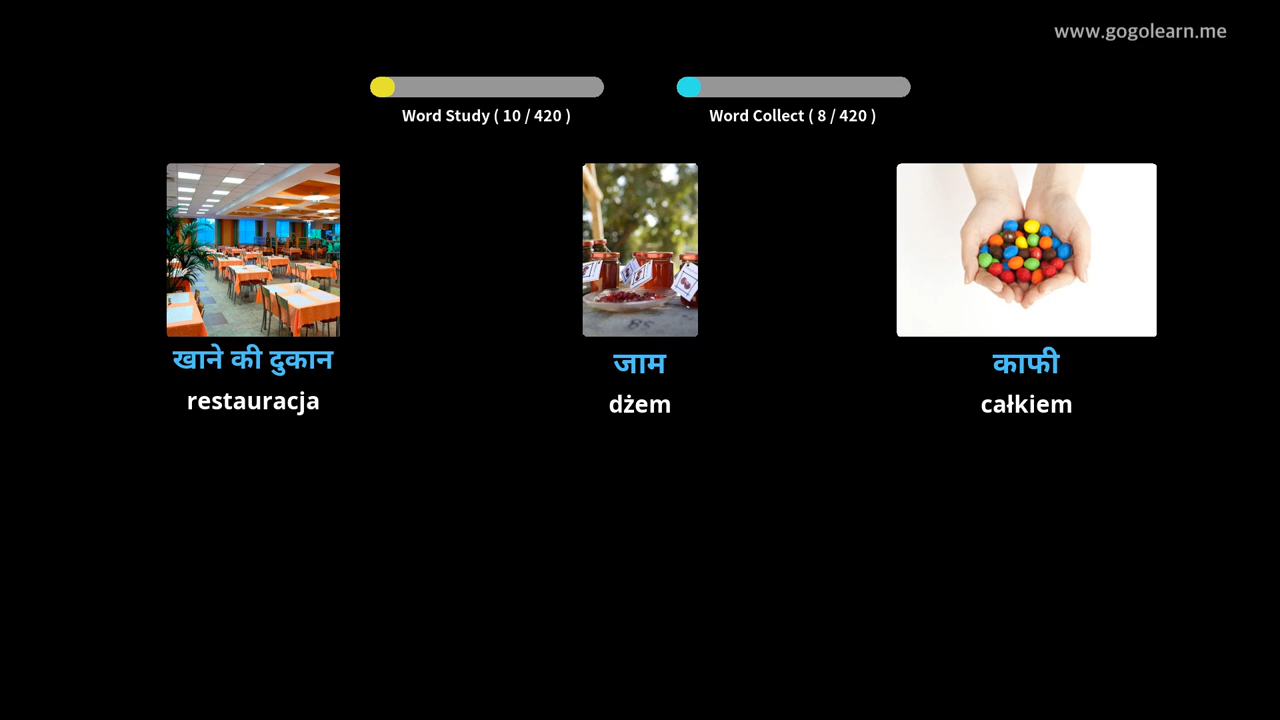 www.gogolearn.me
Word Study ( 10 / 420 )
Word Collect ( 8 / 420 )
खाने की दुकान
restauracja
जाम
dżem
काफी
całkiem